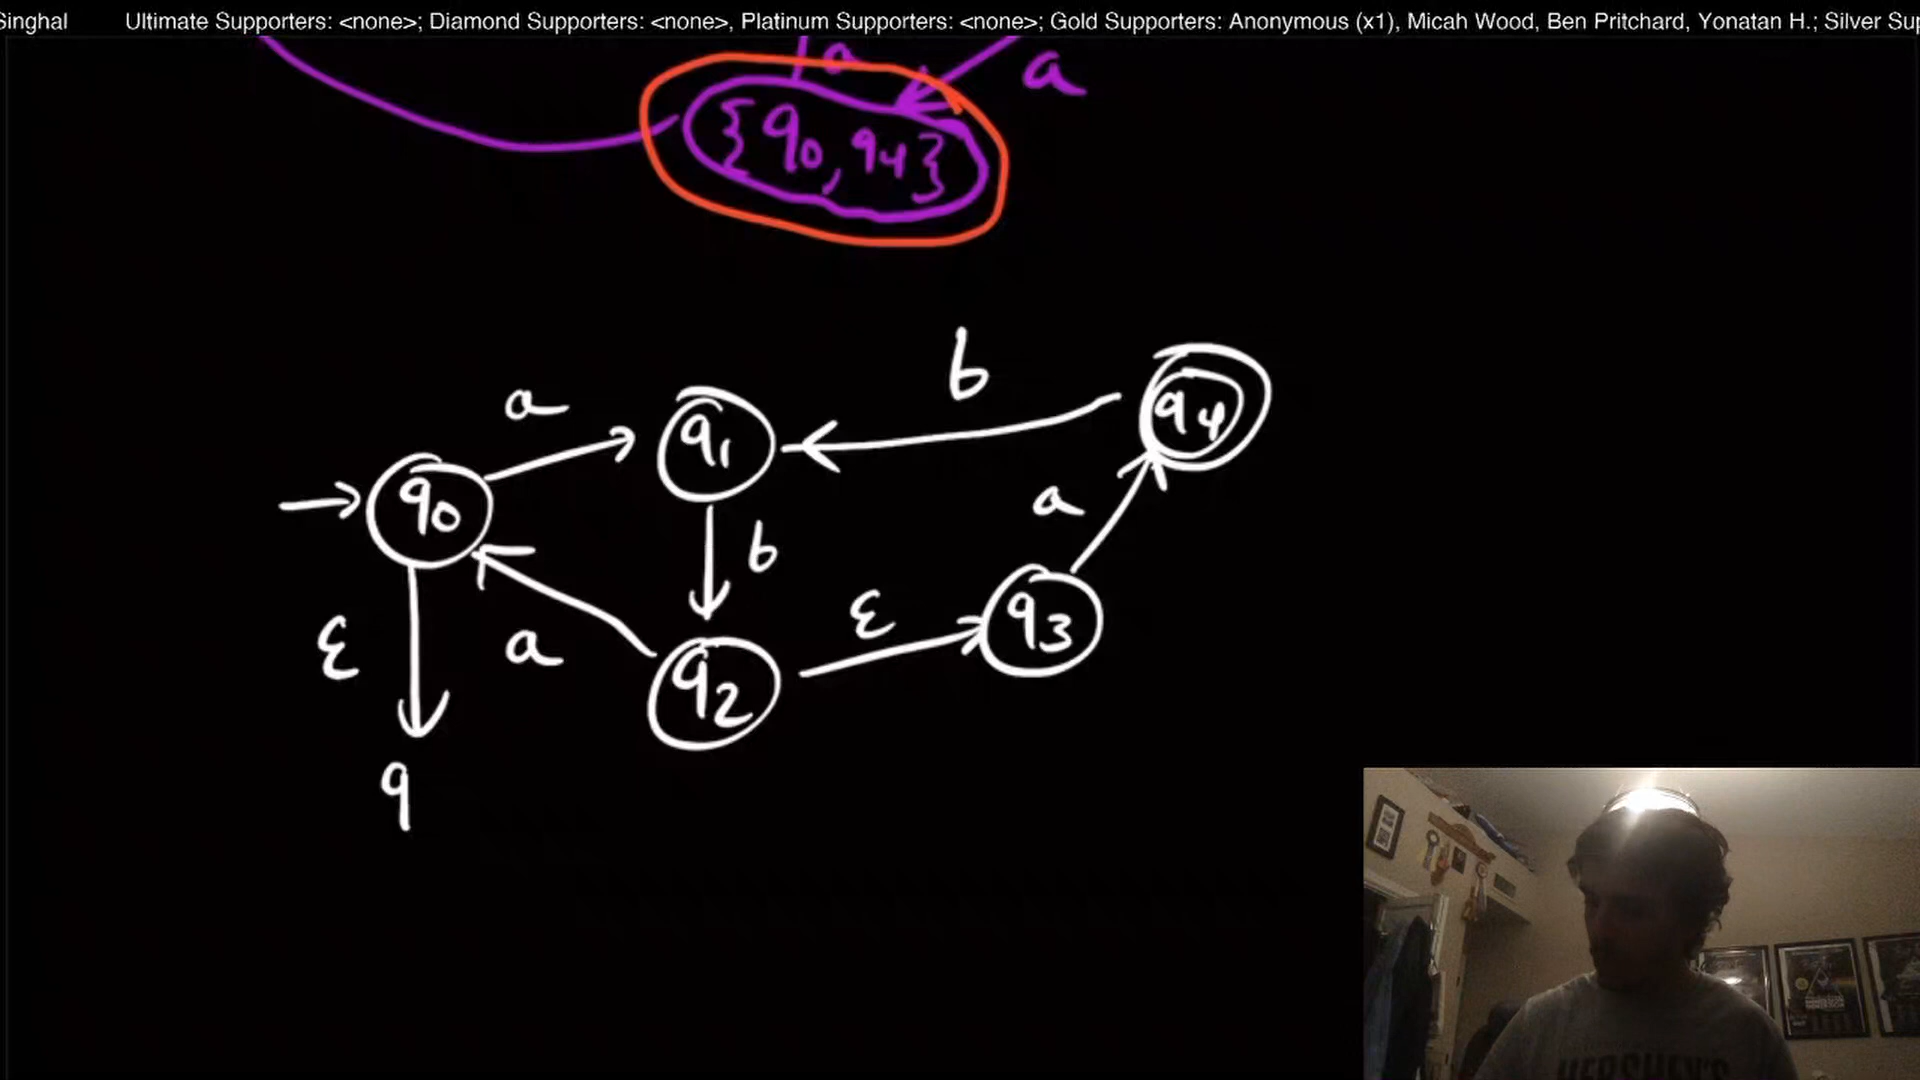 Singhal Ultimate Supporters: <none>; Diamond Supporters: <none>, Platinum Supporters: <none>; Gold Supporters: Anonymous (x1), Micah Wood, Ben Pritchard, Yonatan H.; Silver Sup
a
a
{q0, q4}
b
a
q4
q1
a
q0
b
ε
q3
ε
a
q2
q
HERSHEY'S